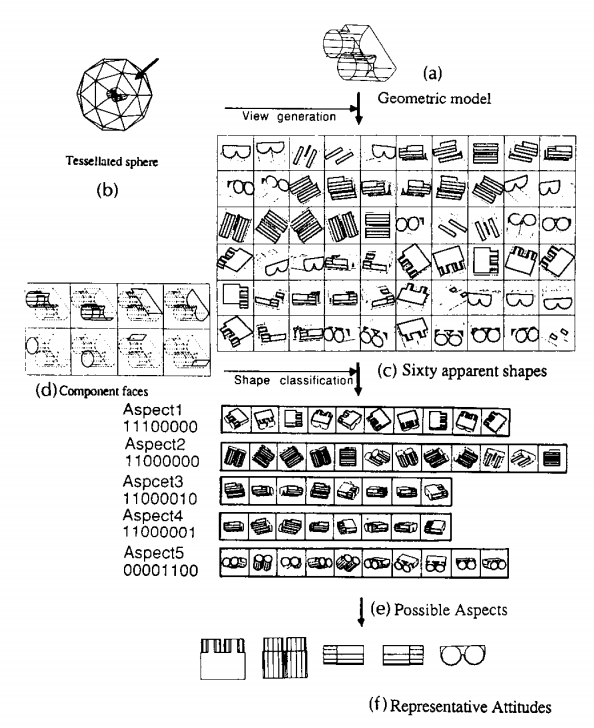 (a)
Geometric model
View generation
Tessellated sphere
(b)
(c) Sixty apparent shapes
(d) Component faces
Shape classification
Aspect1
11100000
Aspect2
11000000
Aspcet3
11000010
Aspect4
11000001
Aspect5
00001100
(e) Possible Aspects
(f) Representative Attitudes